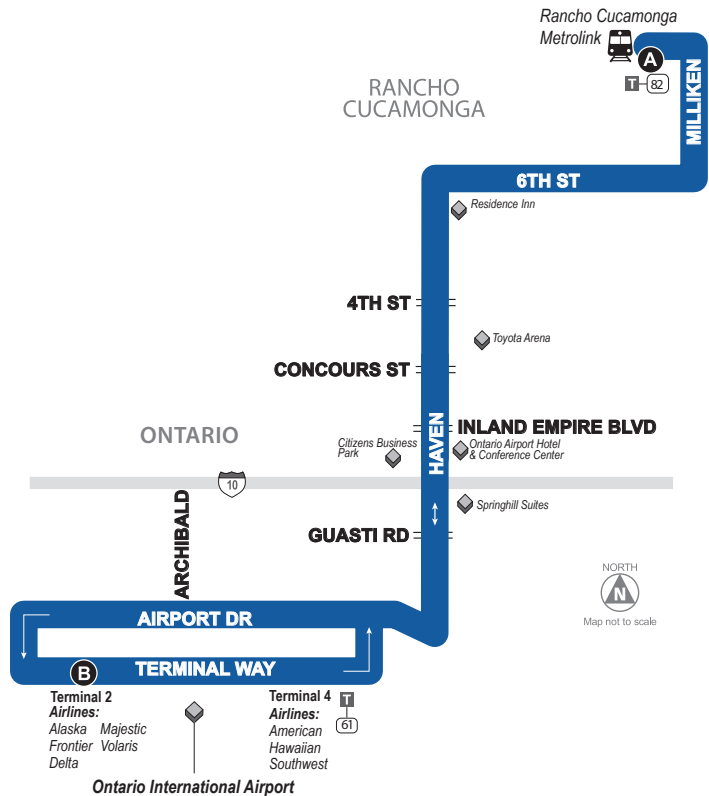 Rancho Cucamonga
Metrolink
A
T
82
MILLIKEN
RANCHO
CUCAMONGA
6TH ST
Residence Inn
4TH ST
Toyota Arena
CONCOURS ST
HAVEN
INLAND EMPIRE BLVD
ONTARIO
Citizens Business
Park
Ontario Airport Hotel
& Conference Center
10
Springhill Suites
ARCHIBALD
GUASTI RD
NORTH
N
Map not to scale
AIRPORT DR
B
TERMINAL WAY
Terminal 2
Airlines:
Alaska Majestic
Frontier Volaris
Delta
Terminal 4
Airlines:
American
Hawaiian
Southwest
T
61
Ontario International Airport